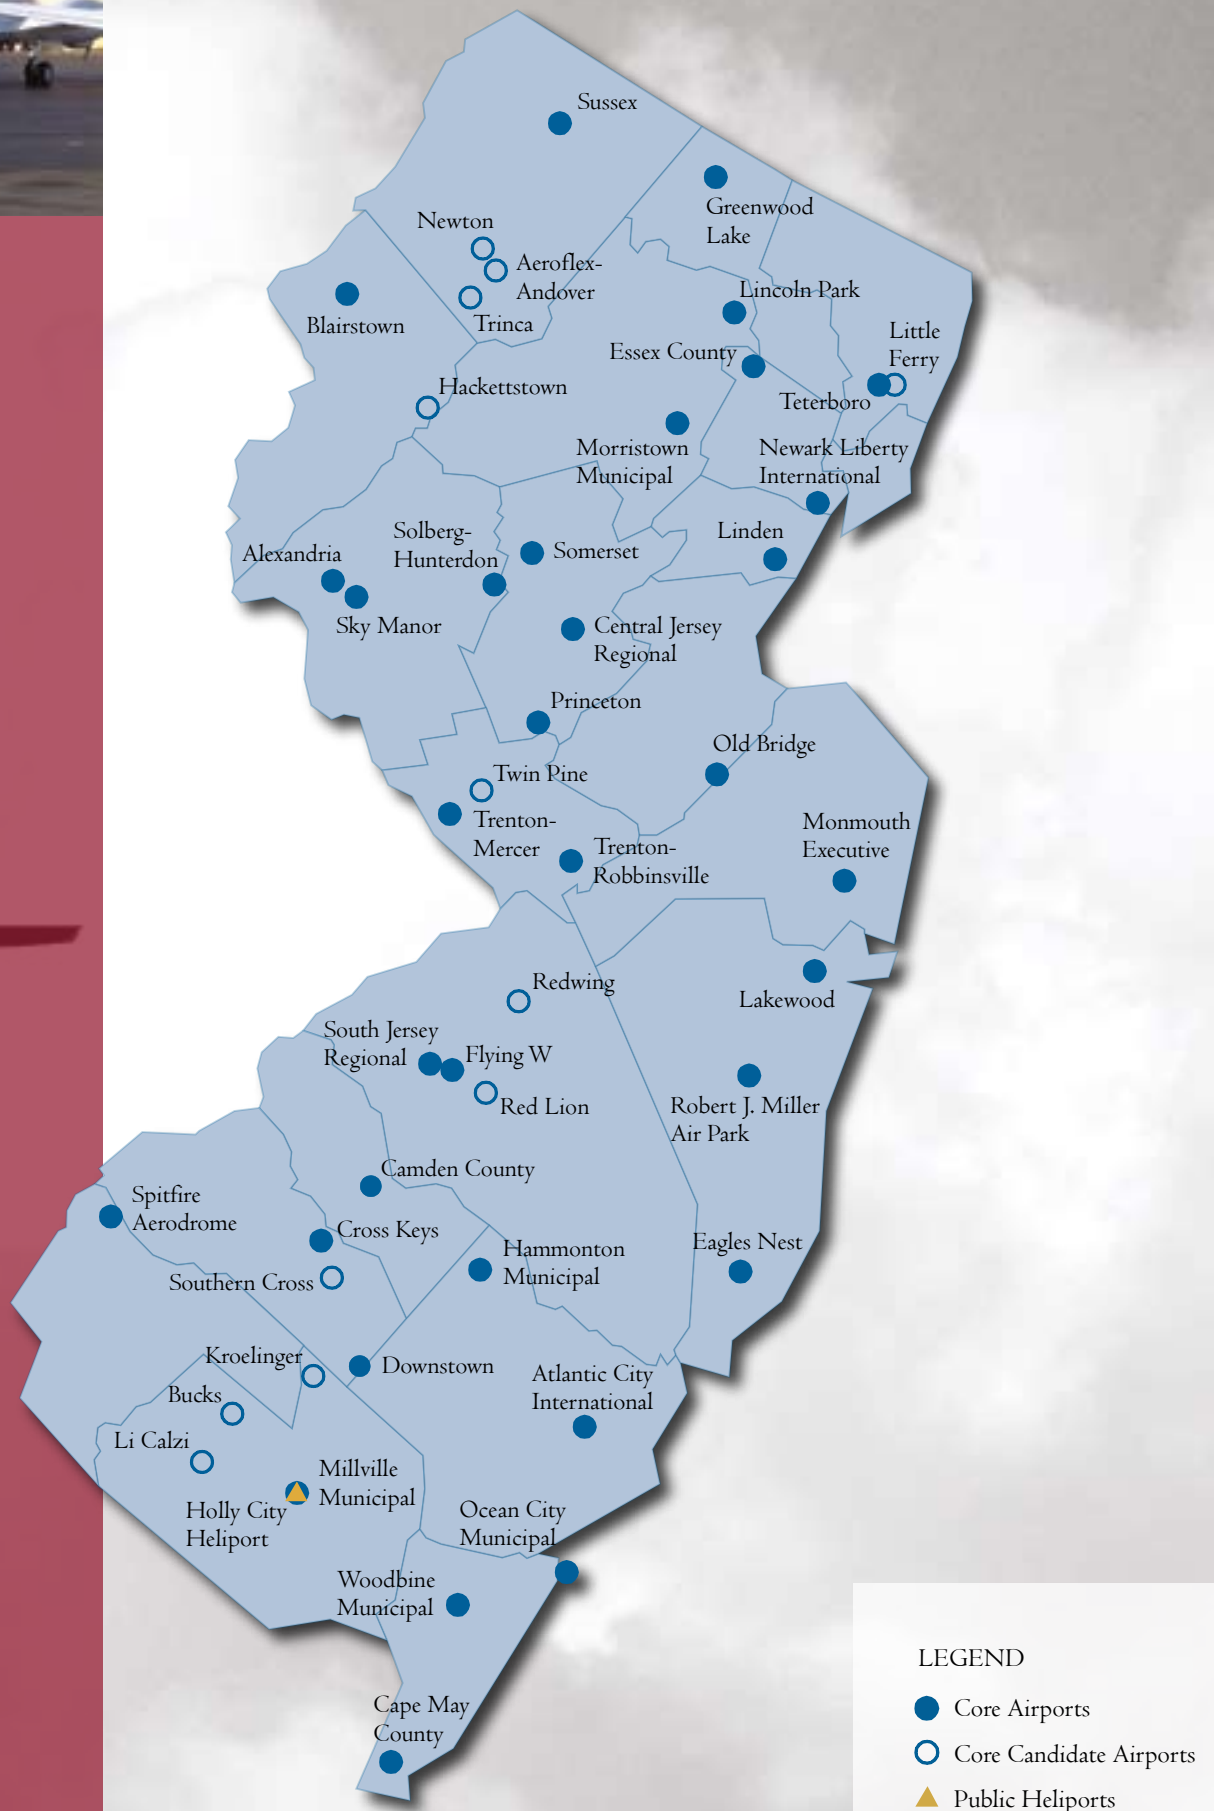 Sussex
Greenwood
Lake
Newton
Aeroflex-
Andover
Trinca
Blairstown
Lincoln Park
Little
Ferry
Essex County
Teterboro
Hackettstown
Morristown
Municipal
Newark Liberty
International
Linden
Solberg-
Hunterdon
Somerset
Alexandria
Sky Manor
Central Jersey
Regional
Princeton
Old Bridge
Twin Pine
Trenton-
Mercer
Monmouth
Executive
Trenton-
Robbinsville
Redwing
Lakewood
South Jersey
Regional
Flying W
Red Lion
Robert J. Miller
Air Park
Camden County
Spitfire
Aerodrome
Cross Keys
Hammonton
Municipal
Eagles Nest
Southern Cross
Kroelinger
Downstown
Atlantic City
International
Bucks
Li Calzi
Millville
Municipal
Holly City
Heliport
Ocean City
Municipal
Woodbine
Municipal
Cape May
County
LEGEND
Core Airports
Core Candidate Airports
Public Heliports